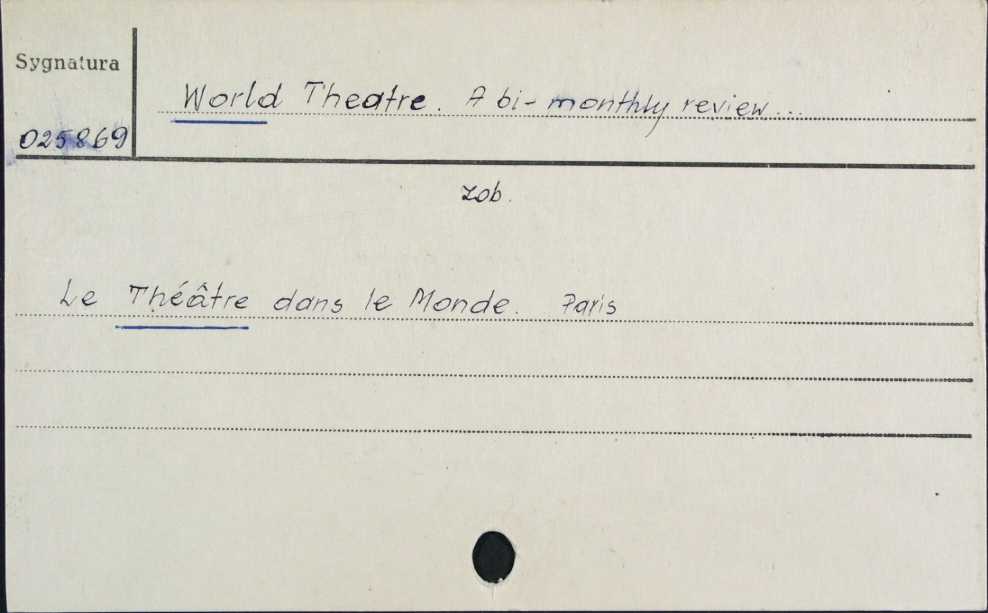 Sygnatura
World Theatre. A bi-monthly review...
025869
zob.
Le Théâtre dans le Monde. Paris